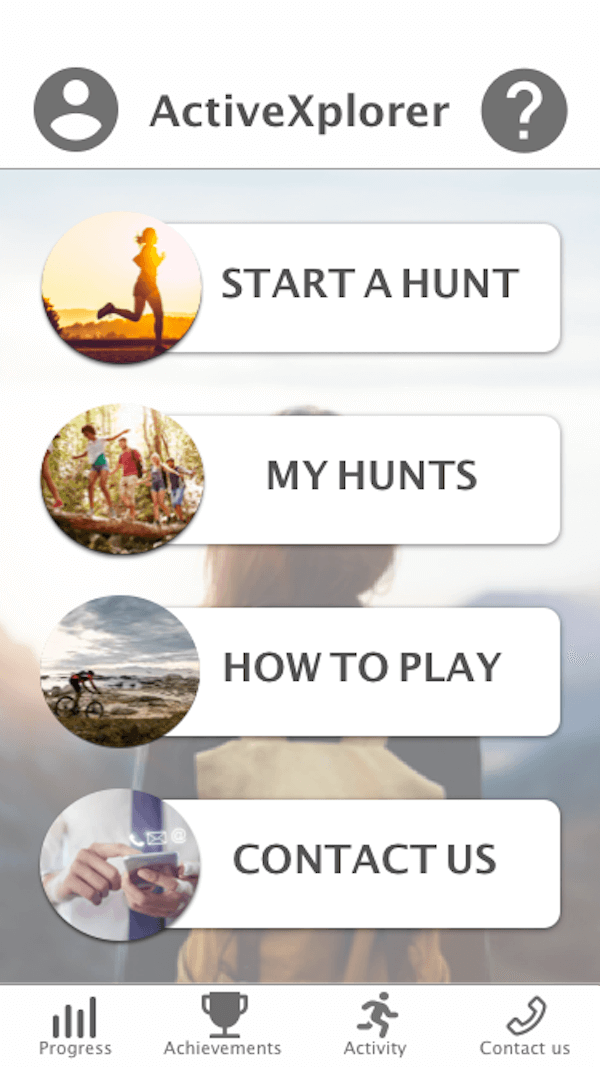 ActiveXplorer
START A HUNT
MY HUNTS
HOW TO PLAY
CONTACT US
Progress
Achievements
Activity
Contact us